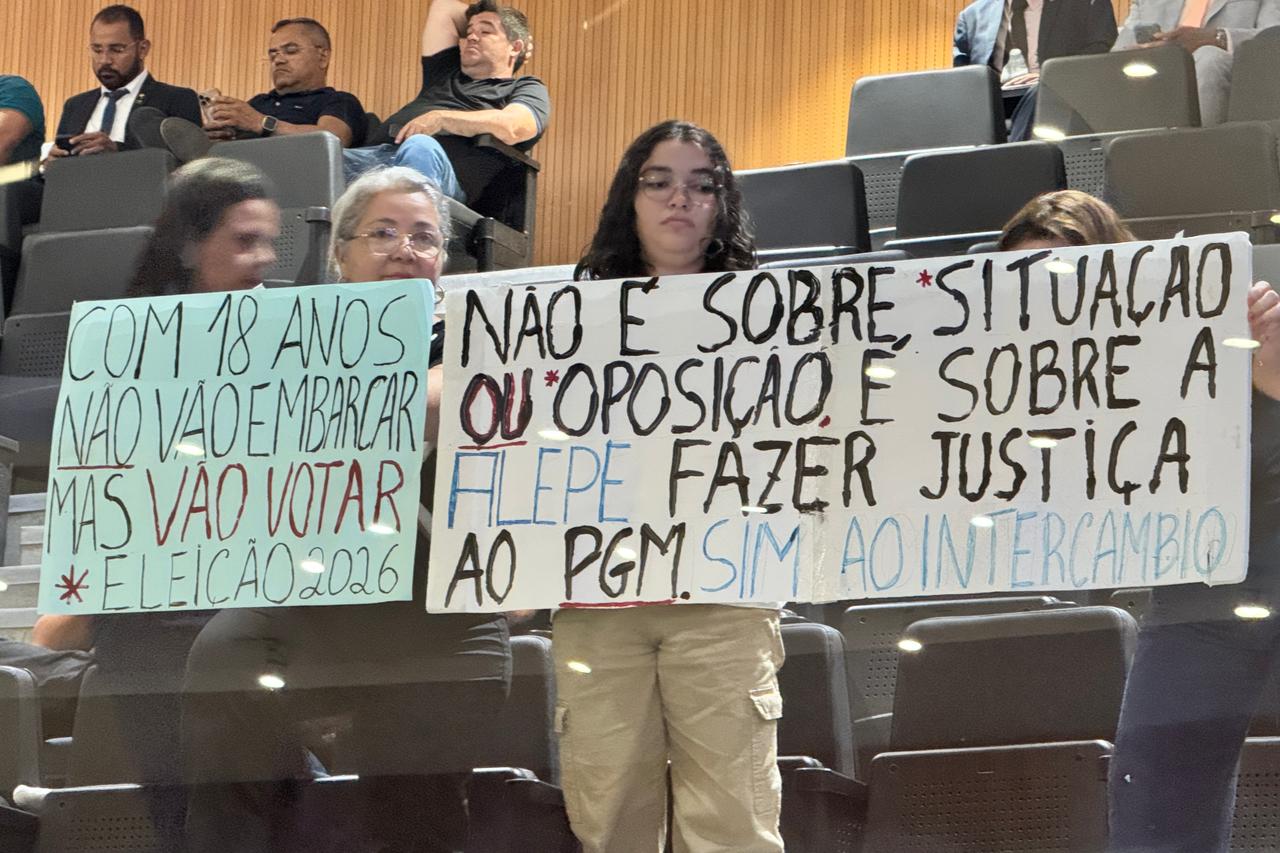 COM 18 ANOS
NÃO VÃO EMBARCAR
MAS VÃO VOTAR
* ELEIÇÃO 2026
NÃO É SOBRE *SITUAÇÃO
OU *OPOSIÇÃO. É SOBRE A
ALEPE FAZER JUSTIÇA
AO PGM. SIM AO INTERCAMBIO